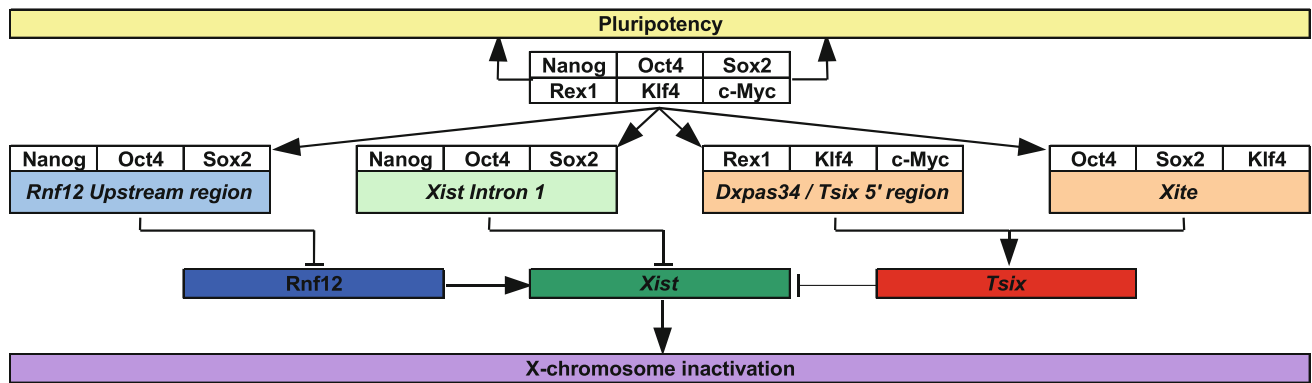 Pluripotency
Nanog Oct4 Sox2
Rex1 Klf4 c-Myc
Nanog Oct4 Sox2
Rnf12 Upstream region
Nanog Oct4 Sox2
Xist Intron 1
Rex1 Klf4 c-Myc
Dxpas34 / Tsix 5' region
Oct4 Sox2 Klf4
Xite
Rnf12
Xist
Tsix
X-chromosome inactivation